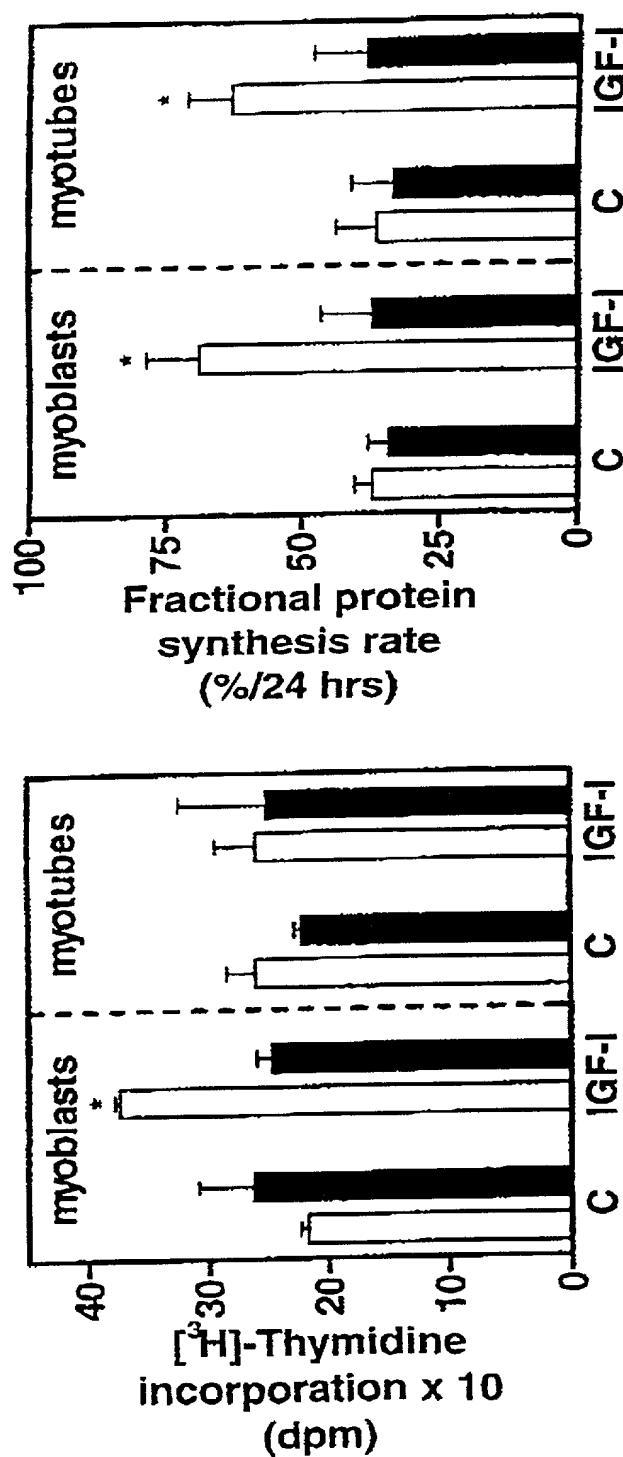 myoblasts
myotubes
40
30
20
10
0
[³H]-Thymidine
incorporation x 10
(dpm)
*
C
IGF-I
C
IGF-I
myoblasts
myotubes
100
75
50
25
0
Fractional protein
synthesis rate
(%/24 hrs)
*
*
C
IGF-I
C
IGF-I